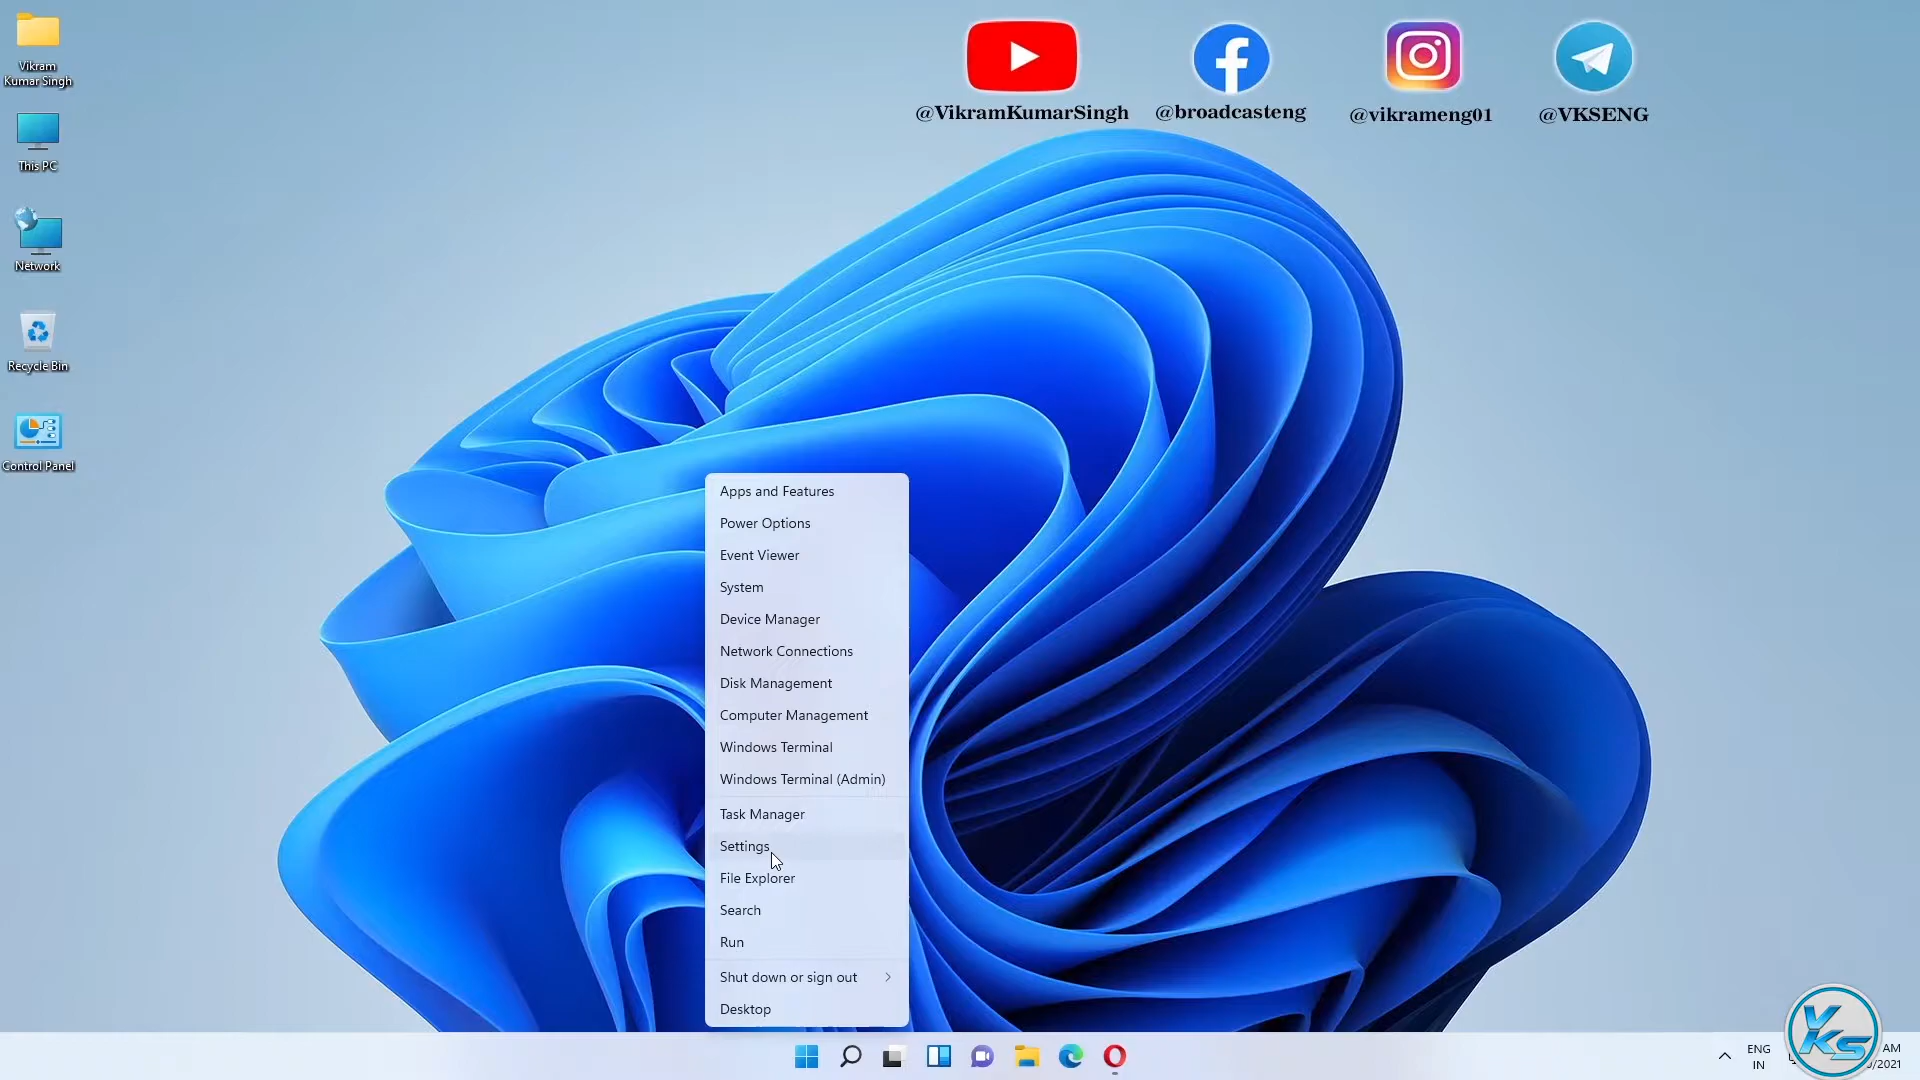 Vikram
Kumar Singh
This PC
Network
Recycle Bin
Control Panel
@VikramKumarSingh
@broadcasteng
@vikrameng01
@VKSENG
Apps and Features
Power Options
Event Viewer
System
Device Manager
Network Connections
Disk Management
Computer Management
Windows Terminal
Windows Terminal (Admin)
Task Manager
Settings
File Explorer
Search
Run
Shut down or sign out
Desktop
ENG
IN
AM
/2021
VKS